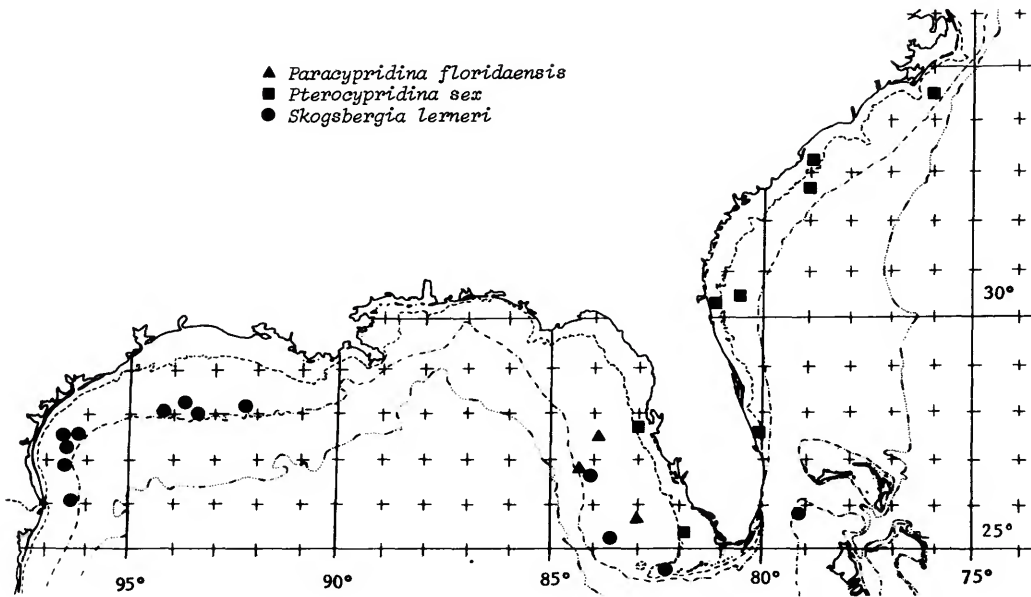 ▲ Paracypridina floridaensis
■ Pterocypridina sex
● Skogsbergia lerneri
30°
25°
95°
90°
85°
80°
75°